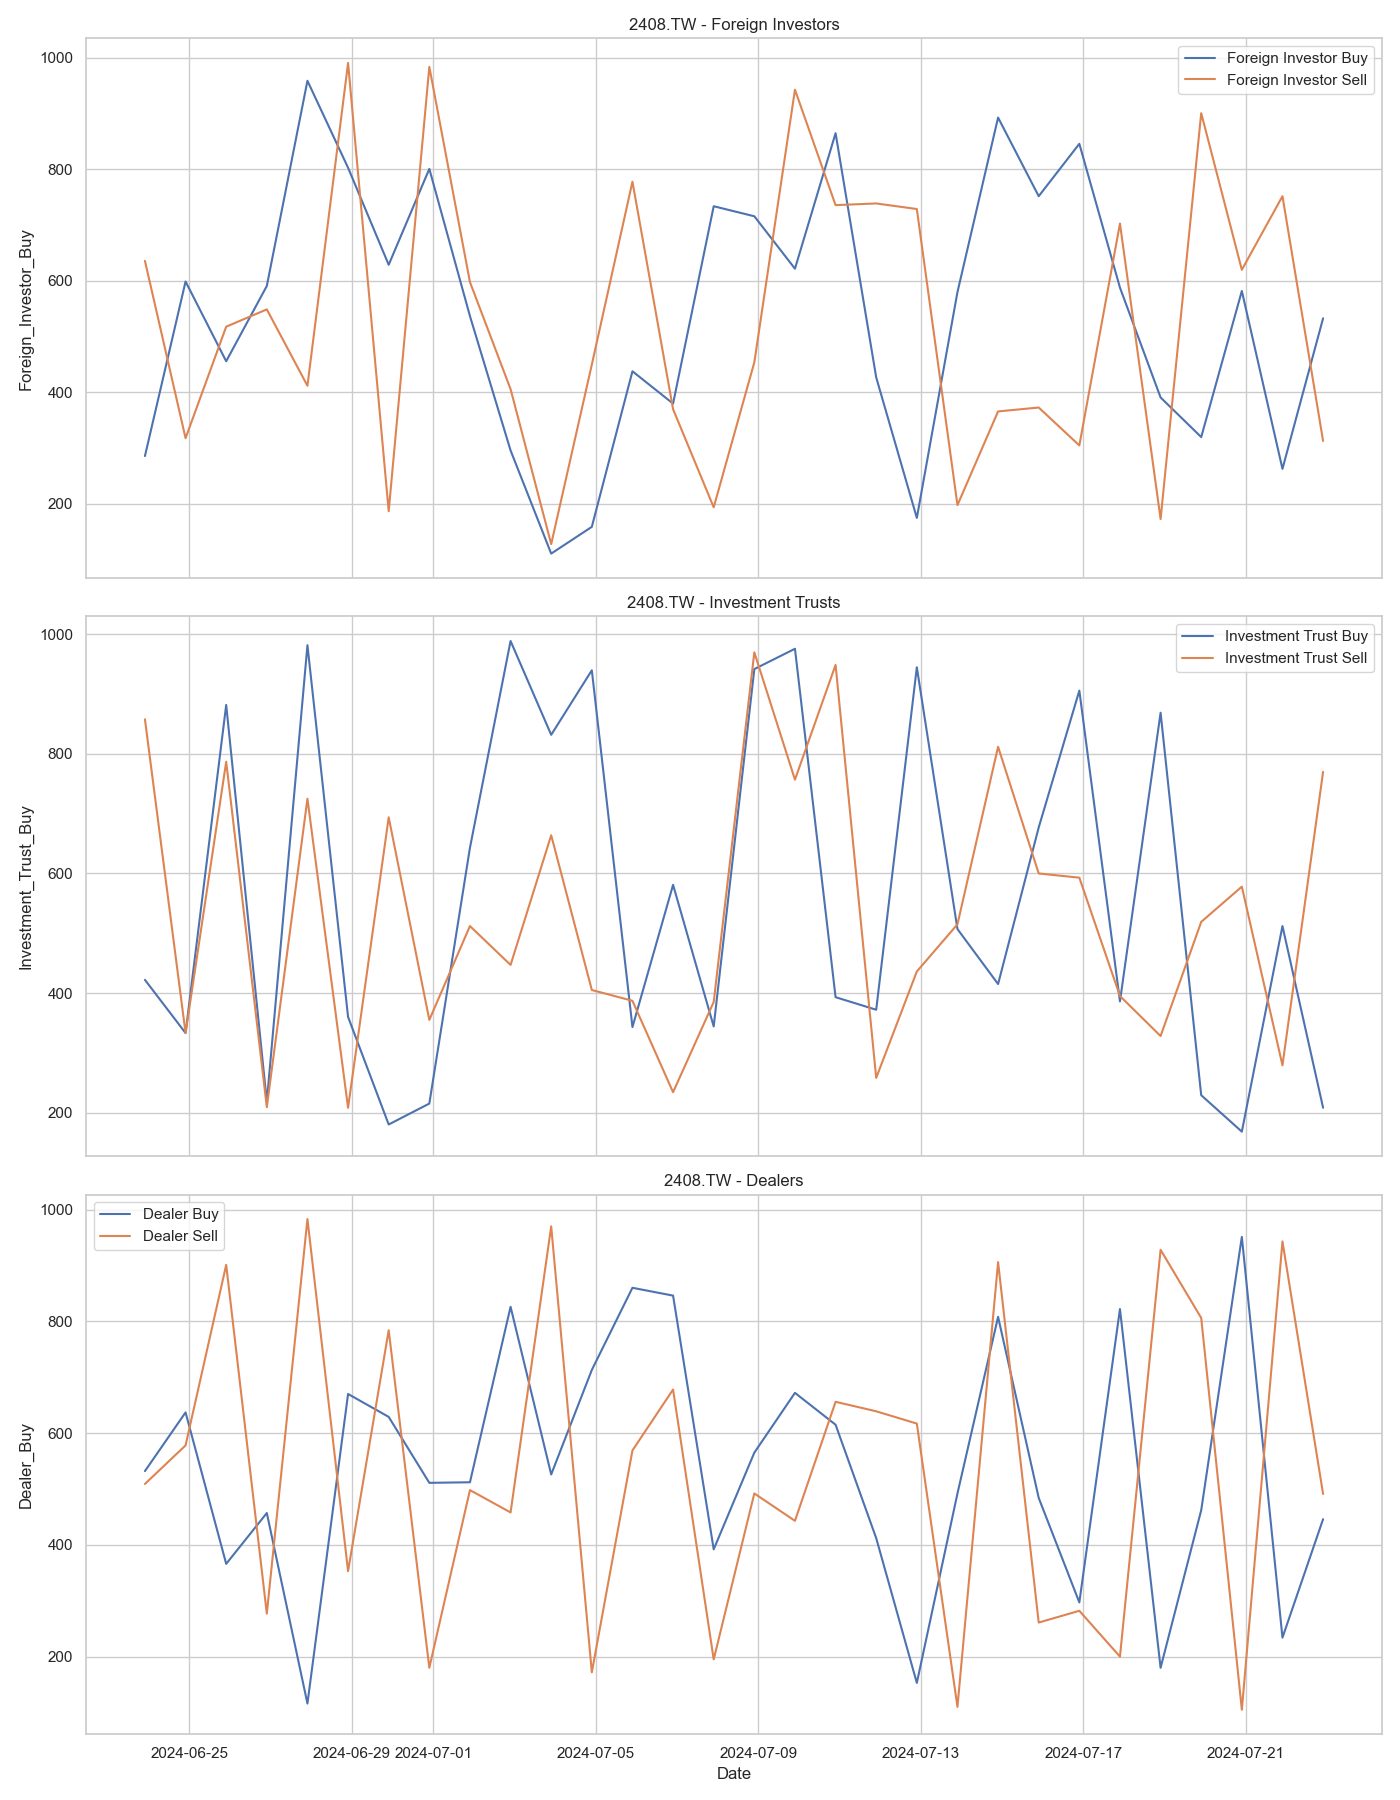 2408.TW - Foreign Investors
Foreign_Investor_Buy
1000
800
600
400
200
Foreign Investor Buy
Foreign Investor Sell
2408.TW - Investment Trusts
Investment_Trust_Buy
1000
800
600
400
200
Investment Trust Buy
Investment Trust Sell
2408.TW - Dealers
Dealer_Buy
1000
800
600
400
200
Dealer Buy
Dealer Sell
2024-06-25 2024-06-29 2024-07-01 2024-07-05 2024-07-09 2024-07-13 2024-07-17 2024-07-21
Date